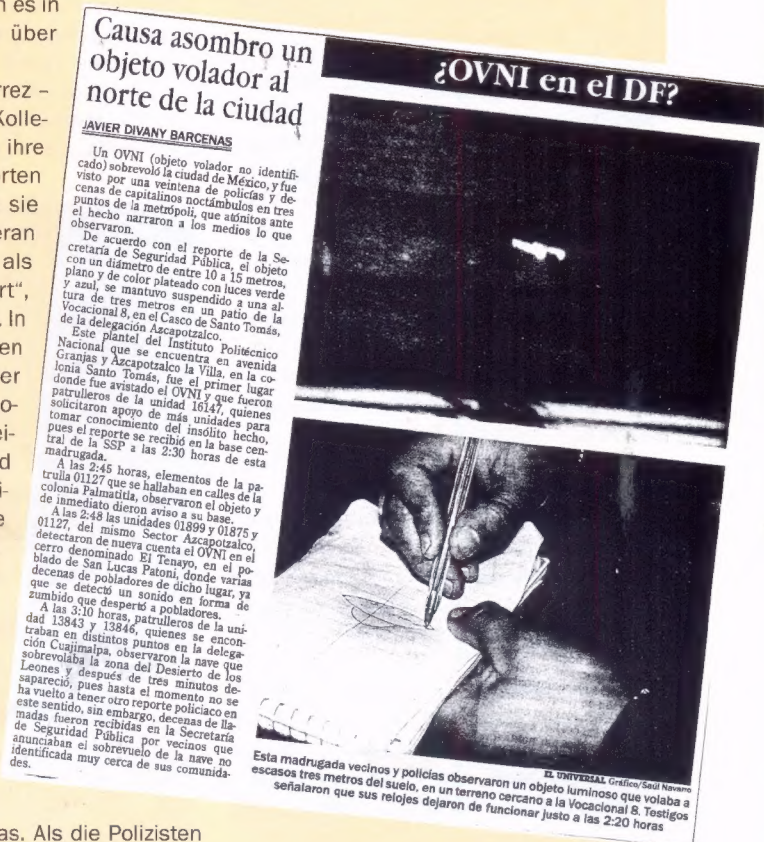 n es in
über
rrez –
Kolle-
ihre
rten
sie
eran
als
rt",
. In
en
er
o-
ei-
d
i-
e
Causa asombro un
objeto volador al
norte de la ciudad
JAVIER DIVANY BARCENAS
Un OVNI (objeto volador no identifi-
cado) sobrevoló la ciudad de México, y fue
visto por una veintena de policías y de-
cenas de capitalinos noctámbulos en tres
puntos de la metrópoli, que atónitos ante
el hecho narraron a los medios lo que
observaron.
De acuerdo con el reporte de la Se-
cretaría de Seguridad Pública, el objeto
con un diámetro de entre 10 a 15 metros,
plano y de color plateado con luces verde
y azul, se mantuvo suspendido a una al-
tura de tres metros en un patio de la
Vocacional 8, en el Casco de Santo Tomás,
de la delegación Azcapotzalco.
Este plantel del Instituto Politécnico
Nacional que se encuentra en avenida
Granjas y Azcapotzalco la Villa, en la co-
lonia Santo Tomás, fue el primer lugar
donde fue avistado el OVNI y que fueron
patrulleros de la unidad 16147, quienes
solicitaron apoyo de más unidades para
tomar conocimiento del insólito hecho,
pues el reporte se recibió en la base cen-
tral de la SSP a las 2:30 horas de esta
madrugada.
A las 2:45 horas, elementos de la pa-
trulla 01127 que se hallaban en calles de la
colonia Palmatitla, observaron el objeto y
de inmediato dieron aviso a su base.
A las 2:48 las unidades 01899 y 01875 y
01127, del mismo Sector Azcapotzalco,
detectaron de nueva cuenta el OVNI en el
cerro denominado El Tenayo, en el po-
blado de San Lucas Patoni, donde varias
decenas de pobladores de dicho lugar, ya
que se detectó un sonido en forma de
zumbido que despertó a pobladores.
A las 3:10 horas, patrulleros de la uni-
dad 13843 y 13846, quienes se encon-
traban en distintos puntos en la delega-
ción Cuajimalpa, observaron la nave que
sobrevolaba la zona del Desierto de los
Leones y después de tres minutos de-
sapareció, pues hasta el momento no se
ha vuelto a tener otro reporte policiaco en
este sentido, sin embargo, decenas de lla-
madas fueron recibidas en la Secretaría
de Seguridad Pública por vecinos que
anunciaban el sobrevuelo de la nave no
identificada muy cerca de sus comunida-
des.
¿OVNI en el DF?
EL UNIVERSAL Gráfico/Saúl Navarro
Esta madrugada vecinos y policías observaron un objeto luminoso que volaba a
escasos tres metros del suelo, en un terreno cercano a la Vocacional 8. Testigos
señalaron que sus relojes dejaron de funcionar justo a las 2:20 horas
as. Als die Polizisten